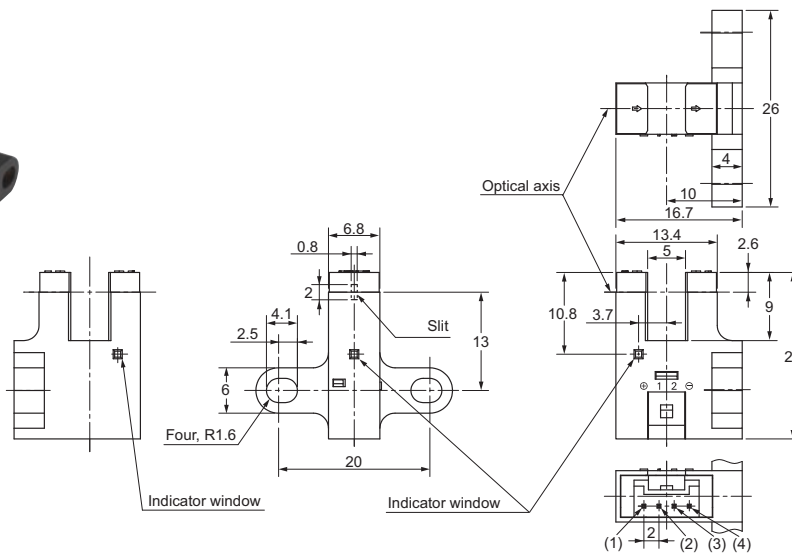 26
4
10
16.7
Optical axis
6.8
0.8
2
4.1
2.5
Slit
13
6
Four, R1.6
20
Indicator window
Indicator window
13.4
5
2.6
10.8
3.7
9
⊕ 1 2 ⊖
2
(1) (2) (3) (4)